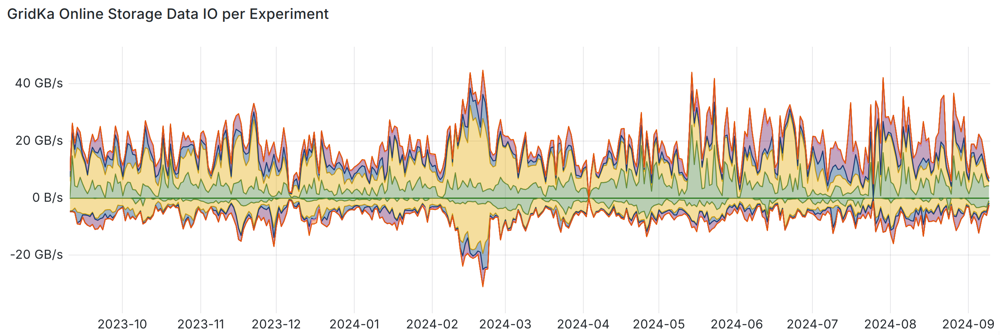 GridKa Online Storage Data IO per Experiment
40 GB/s
20 GB/s
0 B/s
-20 GB/s
2023-10 2023-11 2023-12 2024-01 2024-02 2024-03 2024-04 2024-05 2024-06 2024-07 2024-08 2024-09